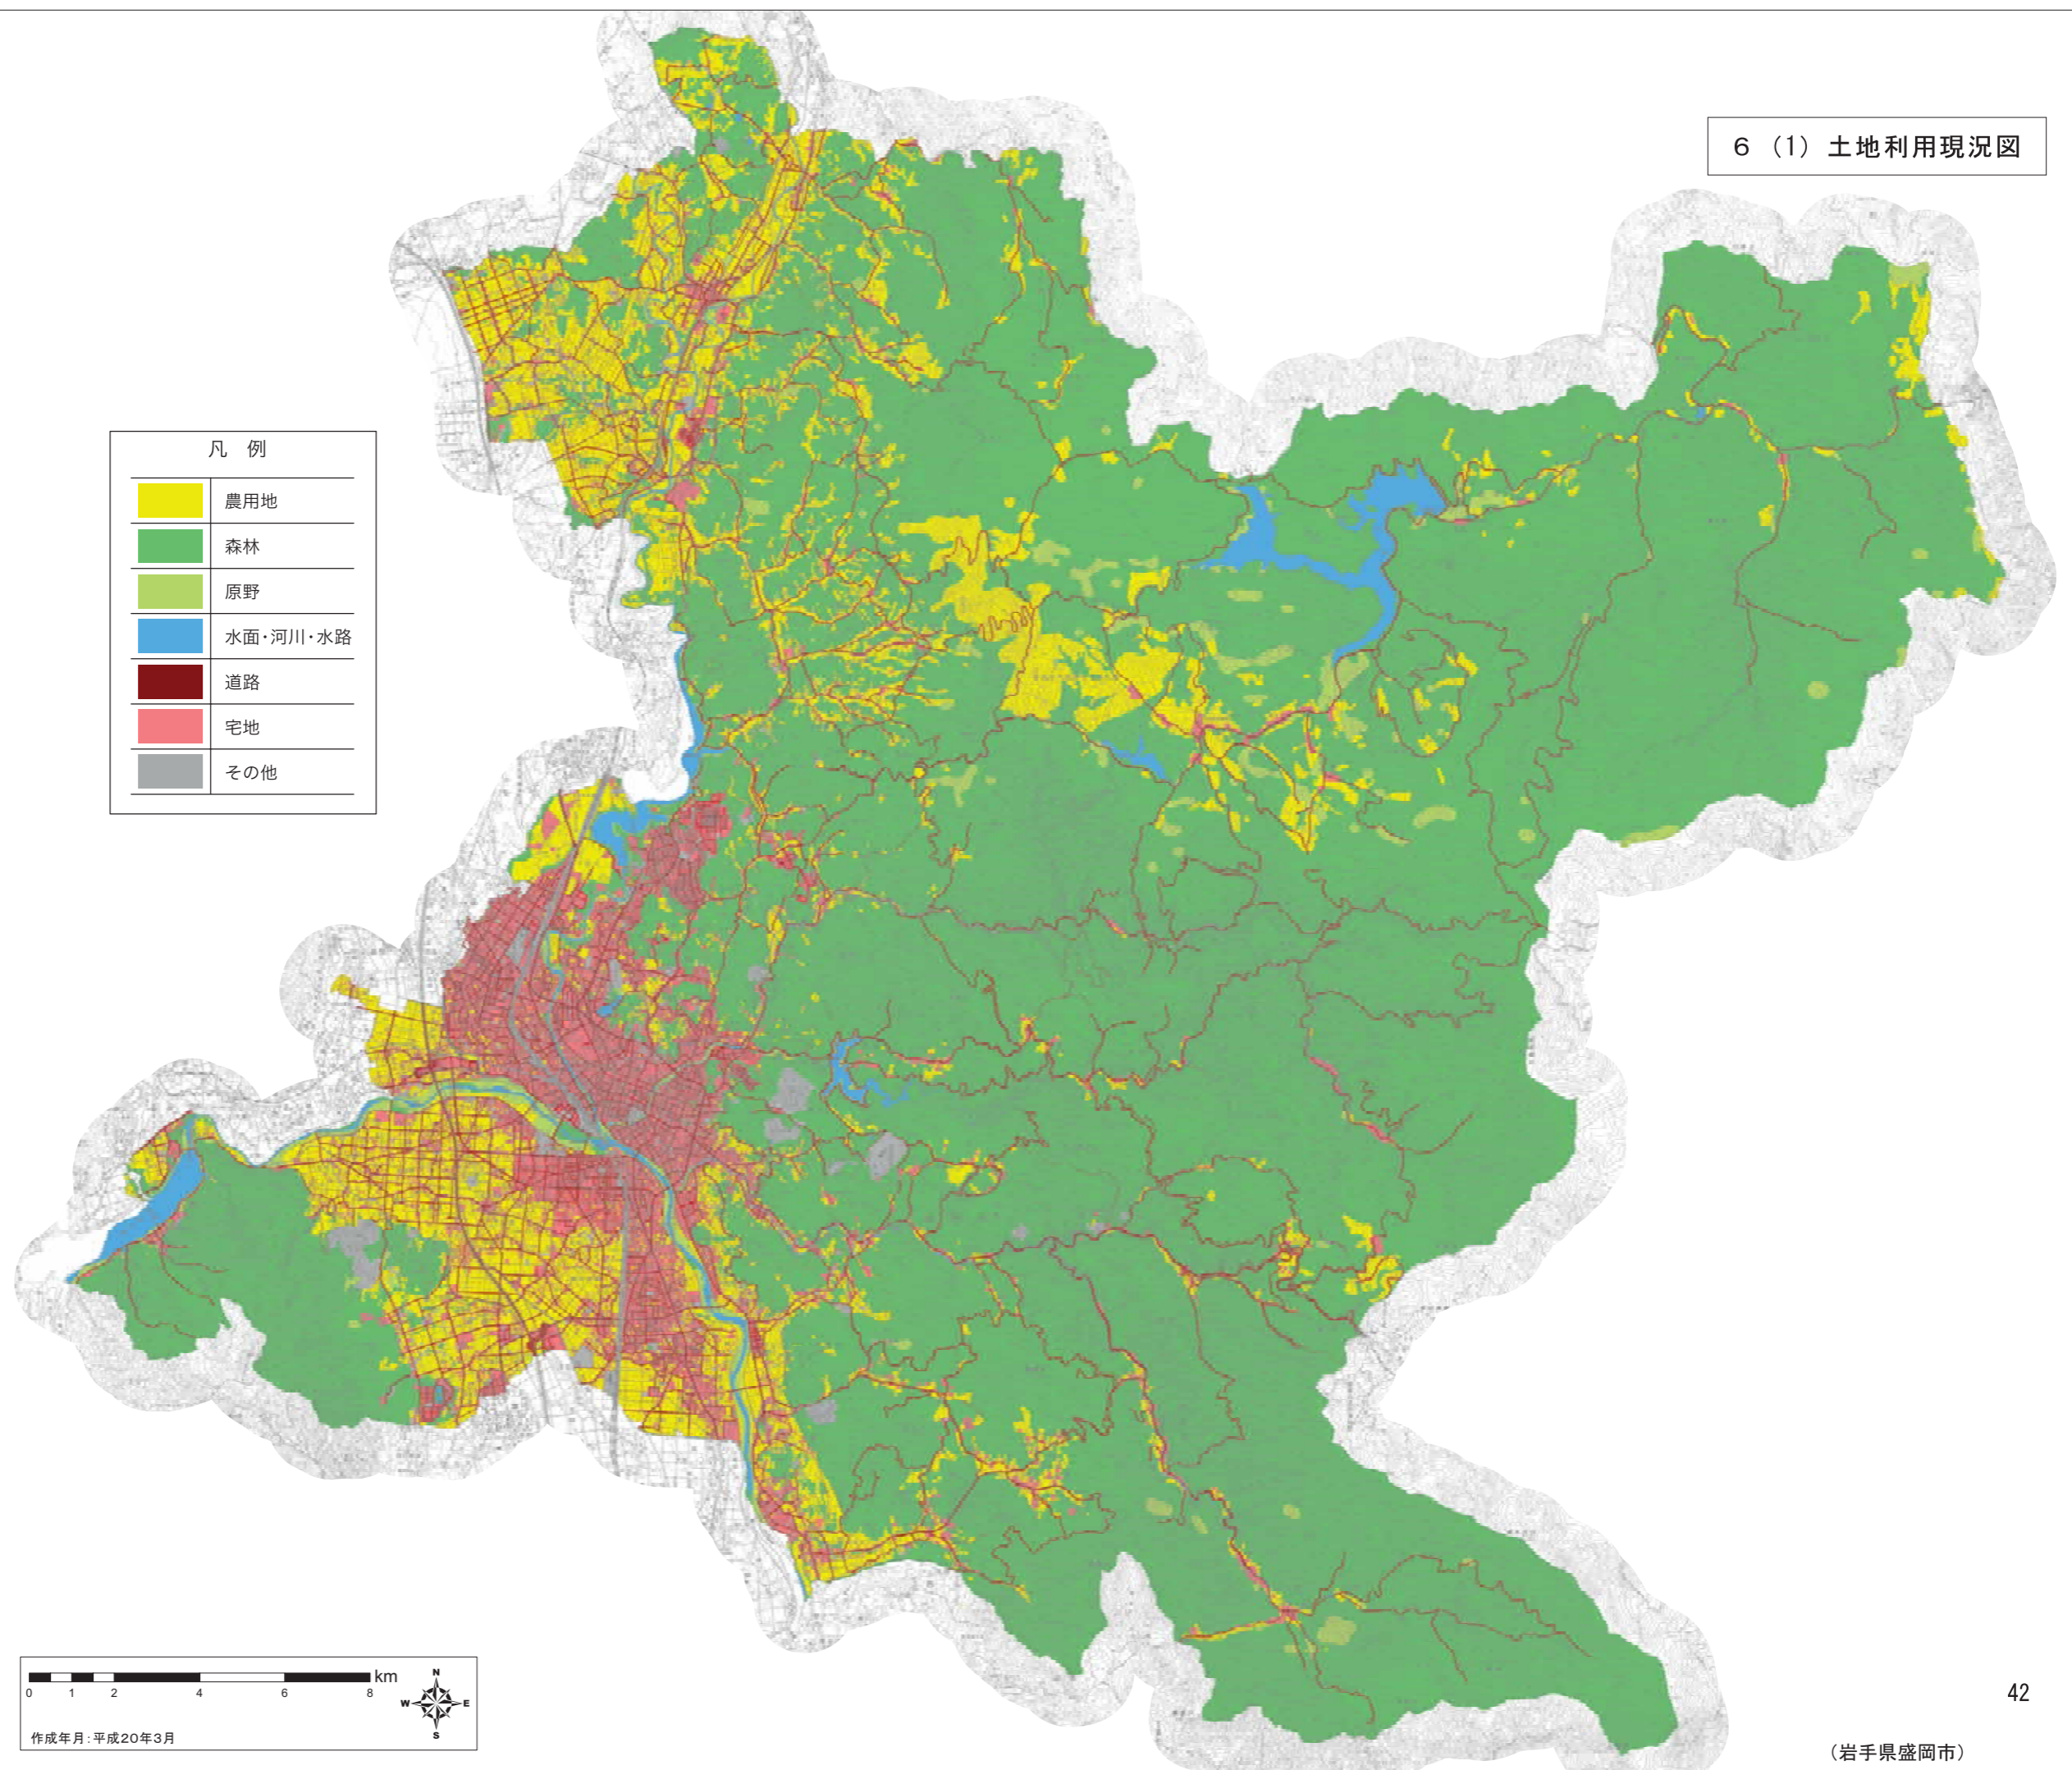 6 (1) 土地利用現況図
凡 例
農用地
森林
原野
水面・河川・水路
道路
宅地
その他
0 1 2 4 6 8 km
N
W E
S
作成年月:平成20年3月
42
(岩手県盛岡市)